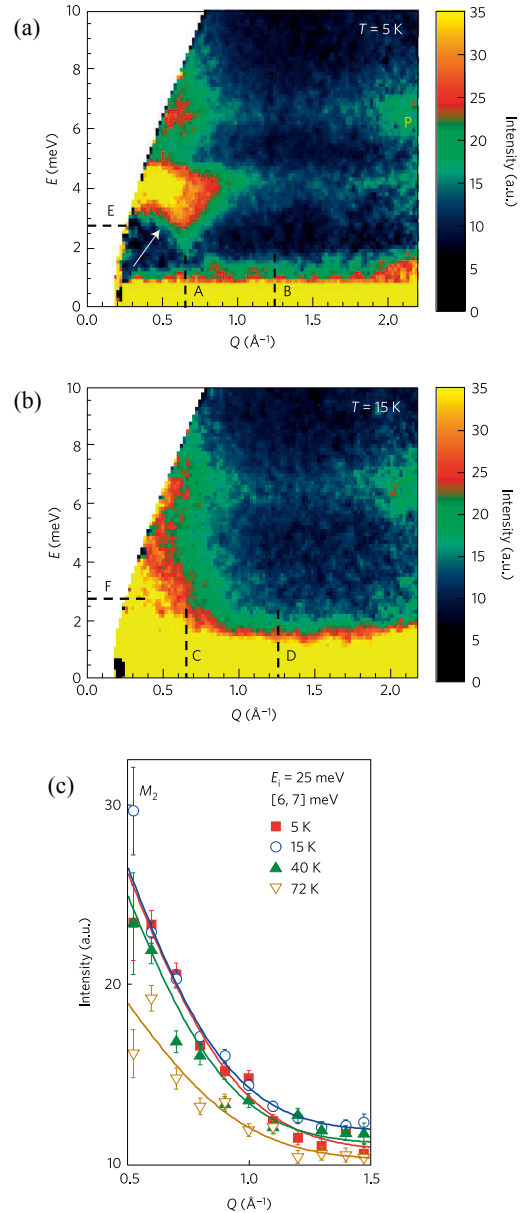 (a)
T = 5 K
10
8
6
4
2
0
E (meV)
E
A
B
P
0.0 0.5 1.0 1.5 2.0
Q (Å⁻¹)
35
30
25
20
15
10
5
0
Intensity (a.u.)
(b)
T = 15 K
10
8
6
4
2
0
E (meV)
F
C
D
0.0 0.5 1.0 1.5 2.0
Q (Å⁻¹)
35
30
25
20
15
10
5
0
Intensity (a.u.)
(c)
M₂
Eᵢ = 25 meV
[6, 7] meV
5 K
15 K
40 K
72 K
30
20
10
Intensity (a.u.)
0.5 1.0 1.5
Q (Å⁻¹)